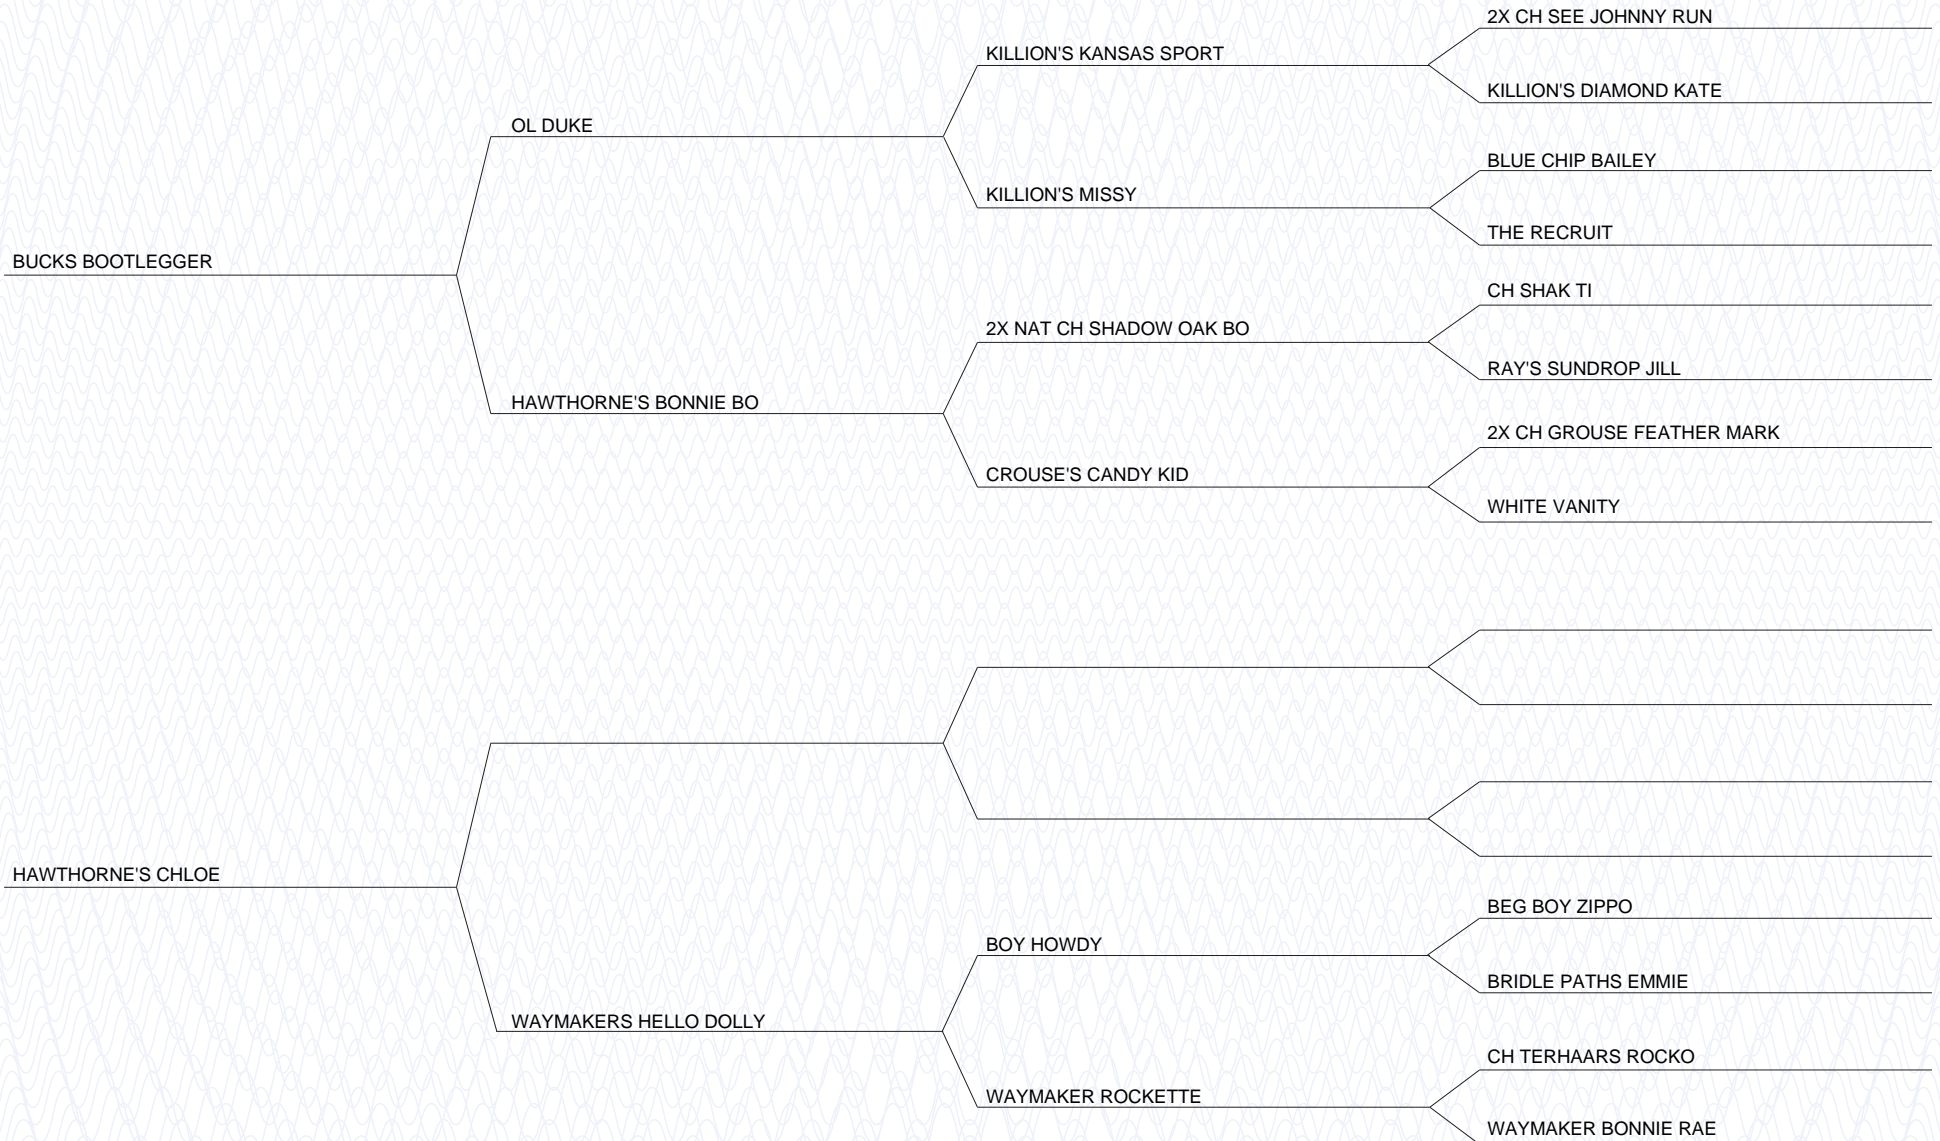 2X CH SEE JOHNNY RUN
KILLION'S KANSAS SPORT
KILLION'S DIAMOND KATE
OL DUKE
BLUE CHIP BAILEY
KILLION'S MISSY
THE RECRUIT
BUCKS BOOTLEGGER
CH SHAK TI
2X NAT CH SHADOW OAK BO
RAY'S SUNDROP JILL
HAWTHORNE'S BONNIE BO
2X CH GROUSE FEATHER MARK
CROUSE'S CANDY KID
WHITE VANITY
HAWTHORNE'S CHLOE
BEG BOY ZIPPO
BOY HOWDY
BRIDLE PATHS EMMIE
WAYMAKERS HELLO DOLLY
CH TERHAARS ROCKO
WAYMAKER ROCKETTE
WAYMAKER BONNIE RAE